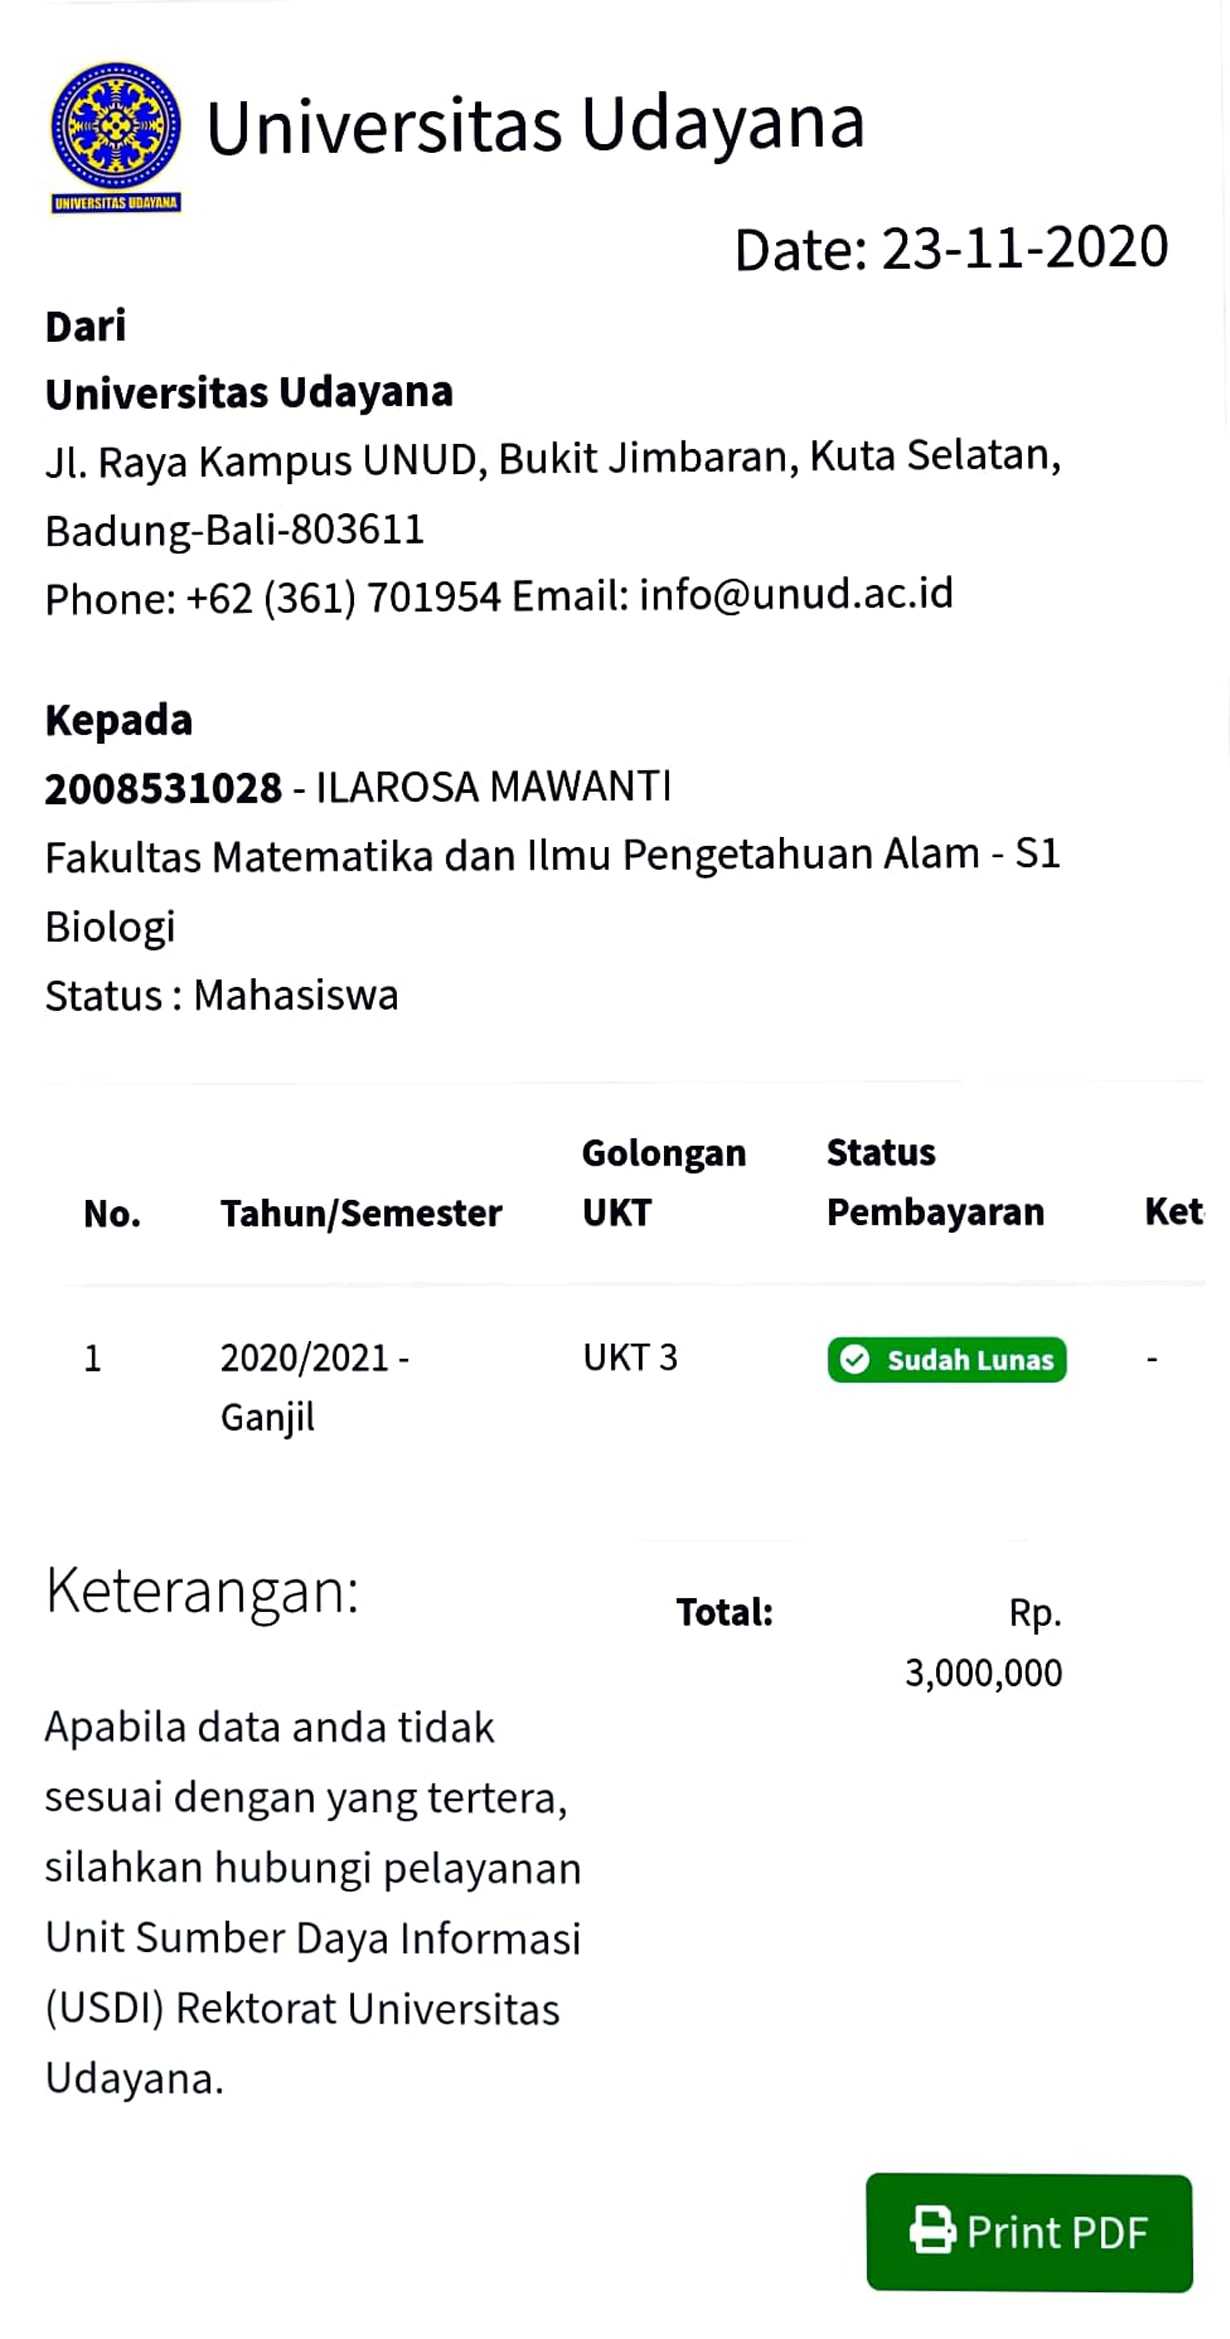 Universitas Udayana
UNIVERSITAS UDAYANA
Date: 23-11-2020
Dari
Universitas Udayana
Jl. Raya Kampus UNUD, Bukit Jimbaran, Kuta Selatan,
Badung-Bali-803611
Phone: +62 (361) 701954 Email: info@unud.ac.id
Kepada
2008531028 - ILAROSA MAWANTI
Fakultas Matematika dan Ilmu Pengetahuan Alam - S1
Biologi
Status : Mahasiswa
No. Tahun/Semester Golongan UKT Status Pembayaran Ket
1 2020/2021 - Ganjil UKT 3 Sudah Lunas -
Keterangan:
Total: Rp. 3,000,000
Apabila data anda tidak
sesuai dengan yang tertera,
silahkan hubungi pelayanan
Unit Sumber Daya Informasi
(USDI) Rektorat Universitas
Udayana.
Print PDF